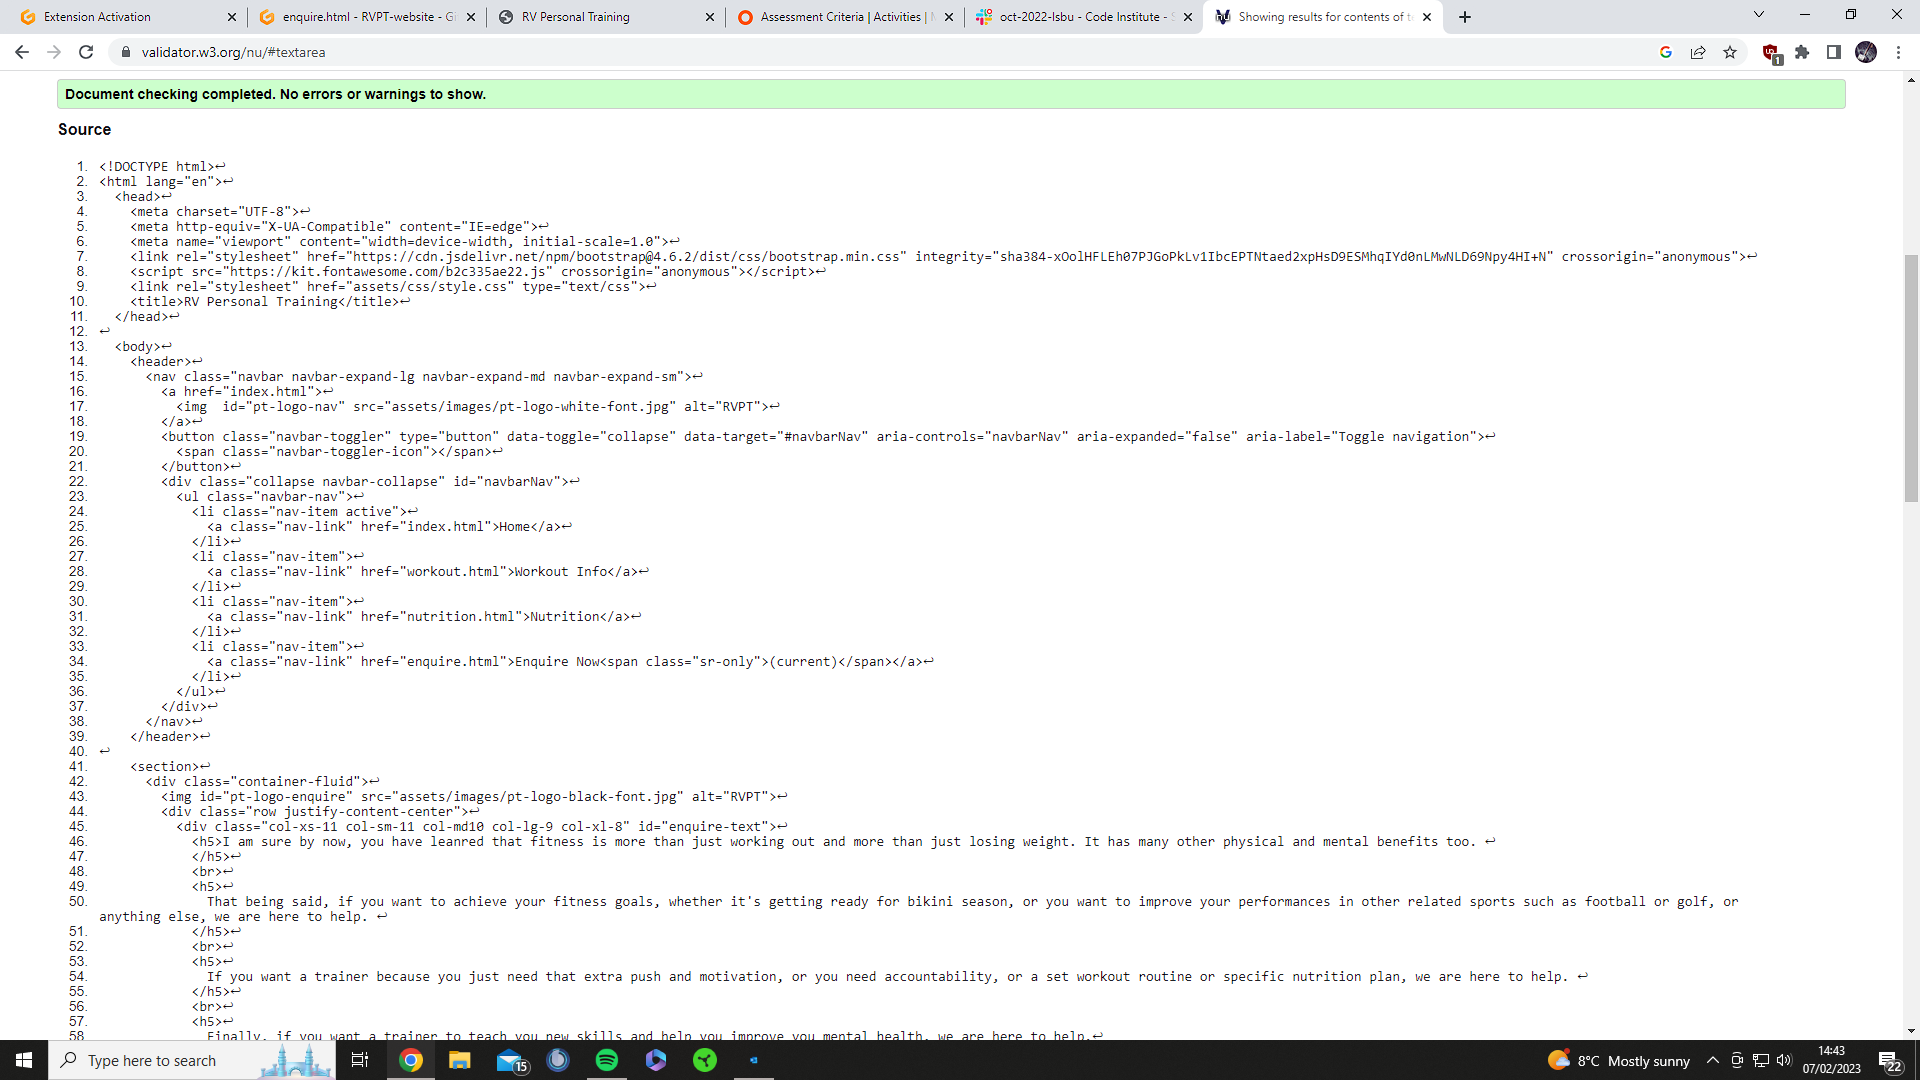 Extension Activation
enquire.html - RVPT-website - Gi
RV Personal Training
Assessment Criteria | Activities |
oct-2022-lsbu - Code Institute -
Showing results for contents of t
validator.w3.org/nu/#textarea
1
Document checking completed. No errors or warnings to show.
Source
1. <!DOCTYPE html>↩
2. <html lang="en">↩
3. <head>↩
4. <meta charset="UTF-8">↩
5. <meta http-equiv="X-UA-Compatible" content="IE=edge">↩
6. <meta name="viewport" content="width=device-width, initial-scale=1.0">↩
7. <link rel="stylesheet" href="https://cdn.jsdelivr.net/npm/bootstrap@4.6.2/dist/css/bootstrap.min.css" integrity="sha384-xOolHFLEh07PJGoPkLv1IbcEPTNtaed2xpHsD9ESMhqIYd0nLMwNLD69Npy4HI+N" crossorigin="anonymous">↩
8. <script src="https://kit.fontawesome.com/b2c335ae22.js" crossorigin="anonymous"></script>↩
9. <link rel="stylesheet" href="assets/css/style.css" type="text/css">↩
10. <title>RV Personal Training</title>↩
11. </head>↩
12. ↩
13. <body>↩
14. <header>↩
15. <nav class="navbar navbar-expand-lg navbar-expand-md navbar-expand-sm">↩
16. <a href="index.html">↩
17. <img  id="pt-logo-nav" src="assets/images/pt-logo-white-font.jpg" alt="RVPT">↩
18. </a>↩
19. <button class="navbar-toggler" type="button" data-toggle="collapse" data-target="#navbarNav" aria-controls="navbarNav" aria-expanded="false" aria-label="Toggle navigation">↩
20. <span class="navbar-toggler-icon"></span>↩
21. </button>↩
22. <div class="collapse navbar-collapse" id="navbarNav">↩
23. <ul class="navbar-nav">↩
24. <li class="nav-item active">↩
25. <a class="nav-link" href="index.html">Home</a>↩
26. </li>↩
27. <li class="nav-item">↩
28. <a class="nav-link" href="workout.html">Workout Info</a>↩
29. </li>↩
30. <li class="nav-item">↩
31. <a class="nav-link" href="nutrition.html">Nutrition</a>↩
32. </li>↩
33. <li class="nav-item">↩
34. <a class="nav-link" href="enquire.html">Enquire Now<span class="sr-only">(current)</span></a>↩
35. </li>↩
36. </ul>↩
37. </div>↩
38. </nav>↩
39. </header>↩
40. ↩
41. <section>↩
42. <div class="container-fluid">↩
43. <img id="pt-logo-enquire" src="assets/images/pt-logo-black-font.jpg" alt="RVPT">↩
44. <div class="row justify-content-center">↩
45. <div class="col-xs-11 col-sm-11 col-md10 col-lg-9 col-xl-8" id="enquire-text">↩
46. <h5>I am sure by now, you have leanred that fitness is more than just working out and more than just losing weight. It has many other physical and mental benefits too. ↩
47. </h5>↩
48. <br>↩
49. <h5>↩
50. That being said, if you want to achieve your fitness goals, whether it's getting ready for bikini season, or you want to improve your performances in other related sports such as football or golf, or
anything else, we are here to help. ↩
51. </h5>↩
52. <br>↩
53. <h5>↩
54. If you want a trainer because you just need that extra push and motivation, or you need accountability, or a set workout routine or specific nutrition plan, we are here to help. ↩
55. </h5>↩
56. <br>↩
57. <h5>↩
58. Finally, if you want a trainer to teach you new skills and help you improve you mental health, we are here to help.↩
Type here to search
15
8°C Mostly sunny
14:43
07/02/2023
22